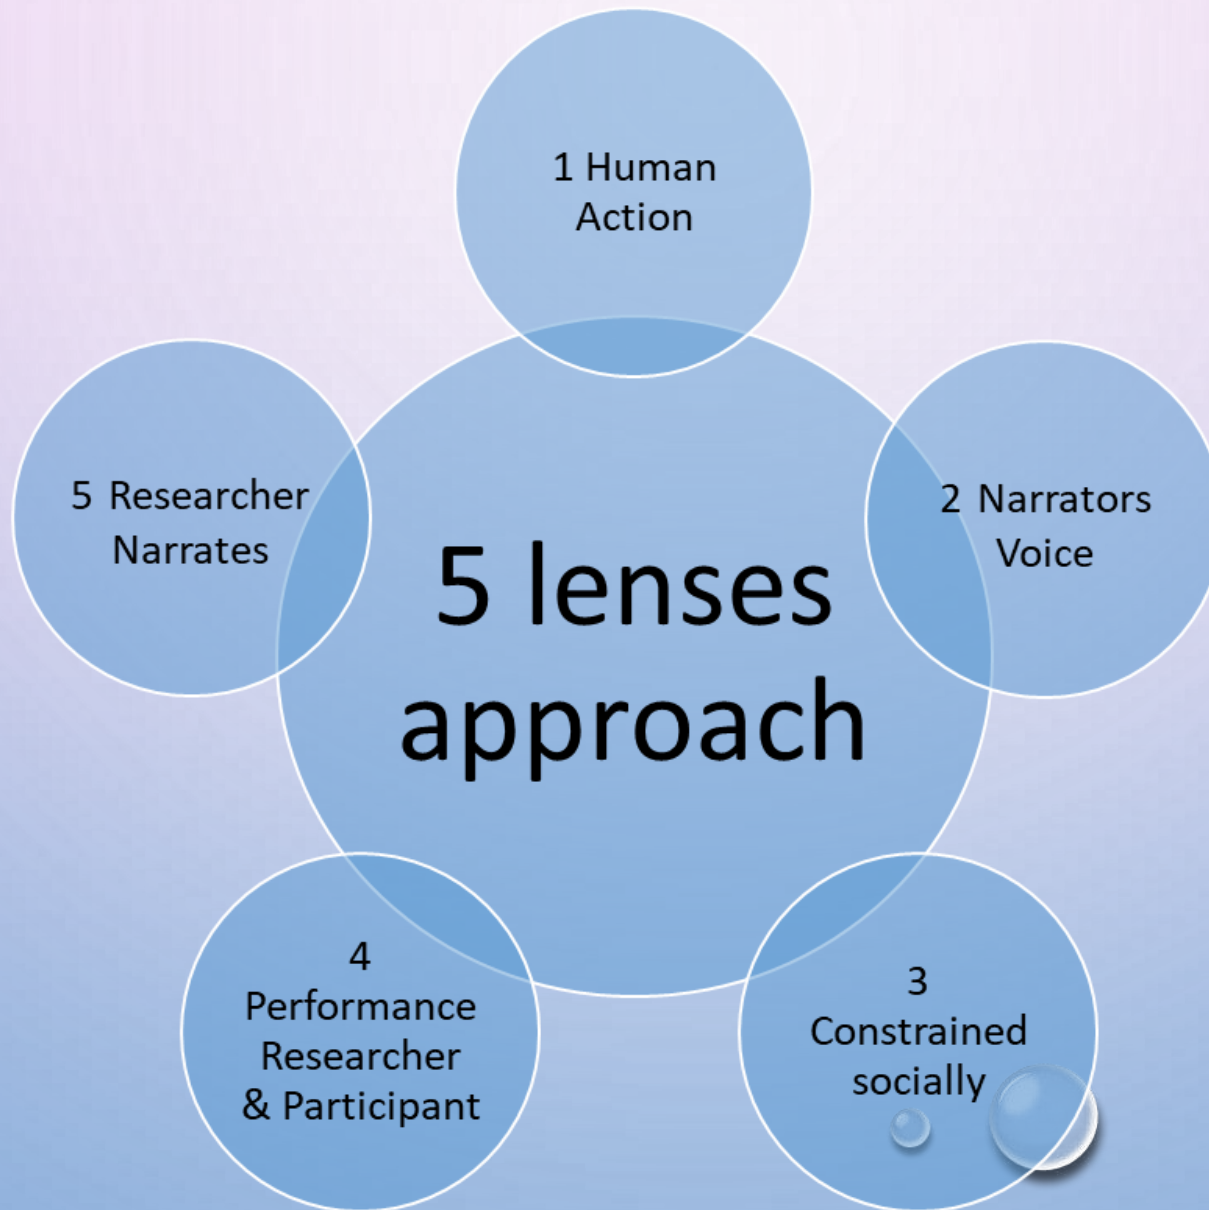 1 Human
Action
2 Narrators
Voice
3
Constrained
socially
4
Performance
Researcher
& Participant
5 Researcher
Narrates
5 lenses
approach